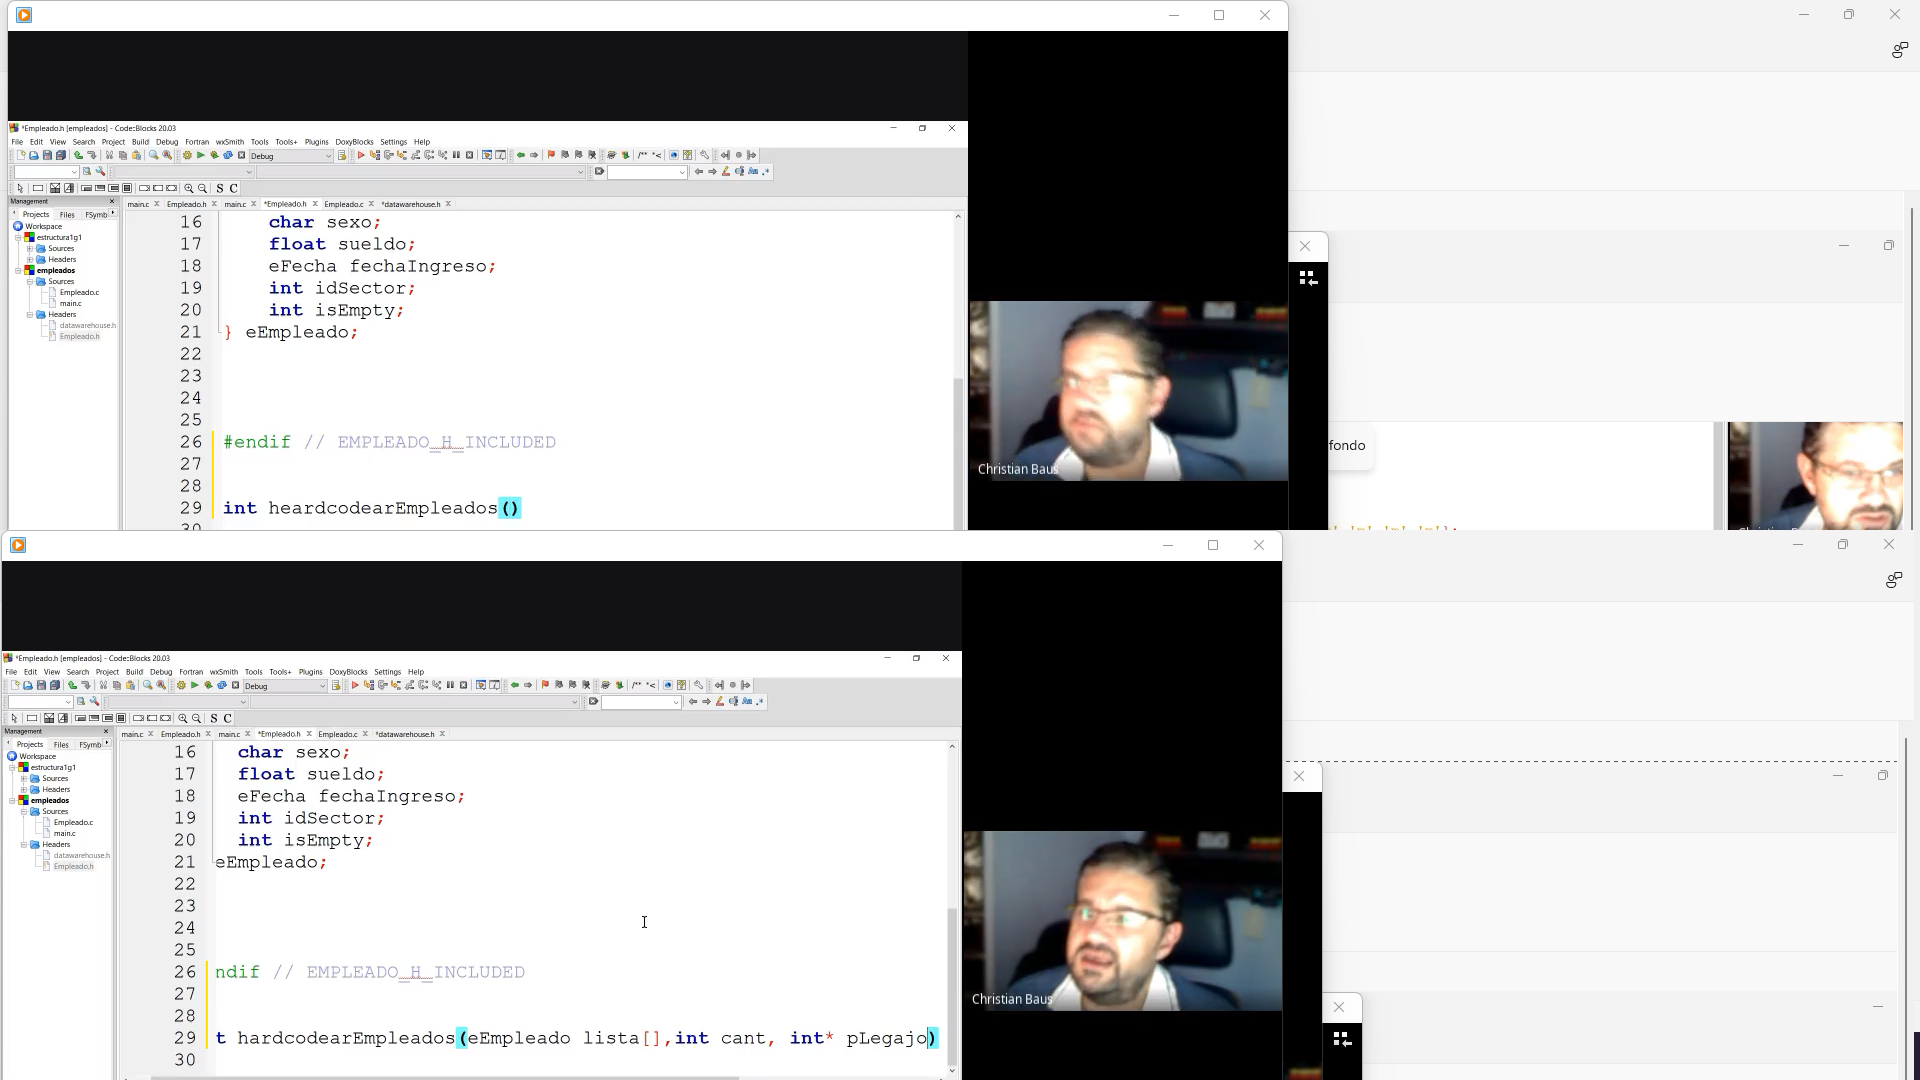 *Empleado.h [empleados] - Code::Blocks 20.03
File Edit View Search Project Build Debug Fortran wxSmith Tools Tools+ Plugins DoxyBlocks Settings Help
Debug
/** *<
S C
Management
Projects Files FSymb
main.c Empleado.h main.c *Empleado.h Empleado.c *datawarehouse.h
Workspace
estructura1g1
Sources
Headers
empleados
Sources
Empleado.c
main.c
Headers
datawarehouse.h
Empleado.h
16 char sexo;
17 float sueldo;
18 eFecha fechaIngreso;
19 int idSector;
20 int isEmpty;
21 } eEmpleado;
22
23
24
25
26 #endif // EMPLEADO_H_INCLUDED
27
28
29 int heardcodearEmpleados()
30
Christian Baus
fondo
*Empleado.h [empleados] - Code::Blocks 20.03
File Edit View Search Project Build Debug Fortran wxSmith Tools Tools+ Plugins DoxyBlocks Settings Help
Debug
/** *<
S C
Management
Projects Files FSymb
main.c Empleado.h main.c *Empleado.h Empleado.c *datawarehouse.h
Workspace
estructura1g1
Sources
Headers
empleados
Sources
Empleado.c
main.c
Headers
datawarehouse.h
Empleado.h
16 char sexo;
17 float sueldo;
18 eFecha fechaIngreso;
19 int idSector;
20 int isEmpty;
21 eEmpleado;
22
23
24
25
26 ndif // EMPLEADO_H_INCLUDED
27
28
29 t hardcodearEmpleados(eEmpleado lista[],int cant, int* pLegajo)
30
Christian Baus